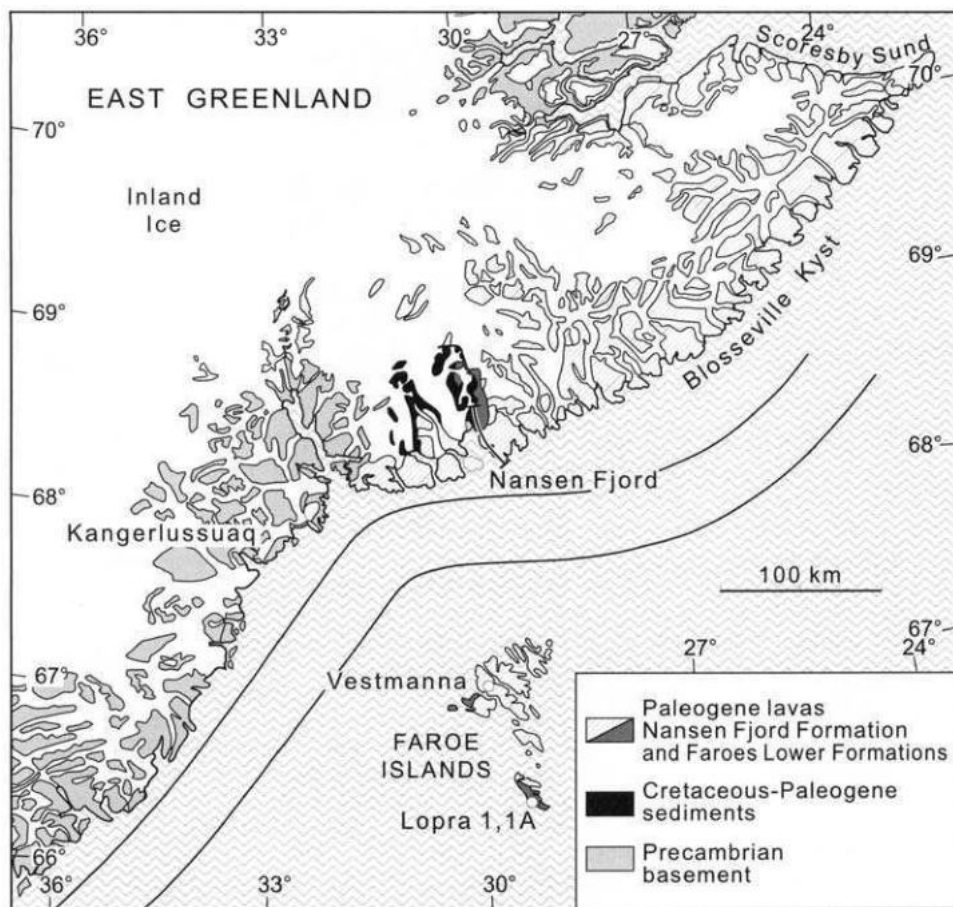 36°
33°
30°
27°
24°
Scoresby Sund
70°
EAST GREENLAND
70°
Inland
Ice
69°
Blosseville Kyst
69°
68°
Nansen Fjord
68°
Kangerlussuaq
100 km
67°
27°
24°
67°
Vestmanna
FAROE
ISLANDS
Lopra 1,1A
66°
36°
33°
30°
Paleogene lavas
Nansen Fjord Formation
and Faroes Lower Formations
Cretaceous-Paleogene
sediments
Precambrian
basement